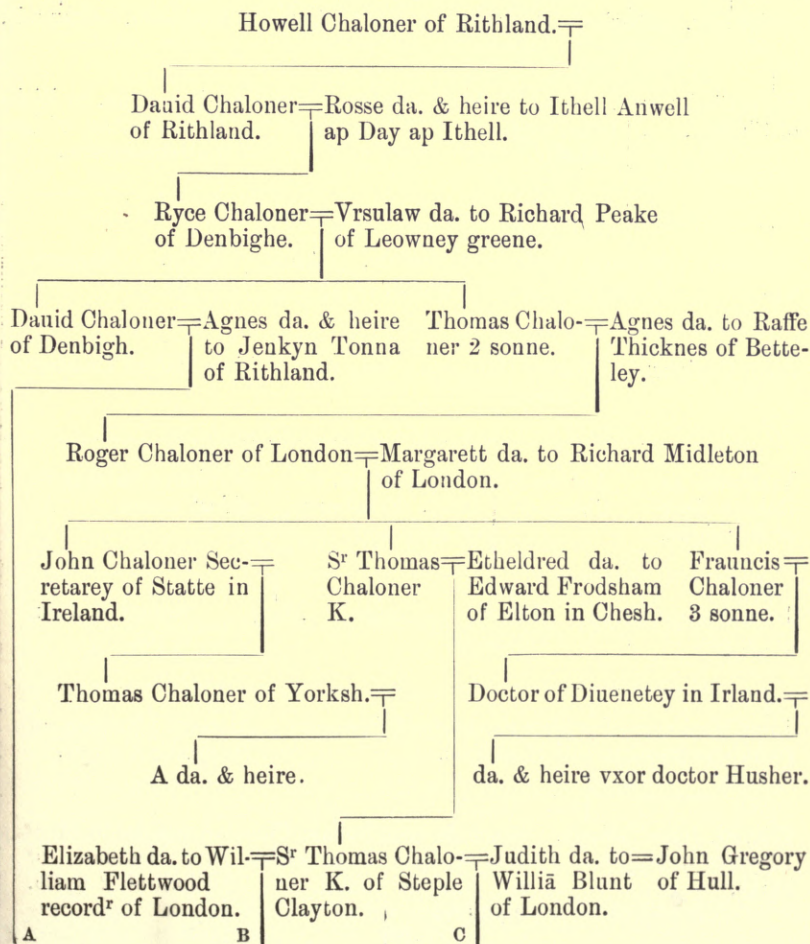 Howell Chaloner of Rithland.
Dauid Chaloner Rosse da. & heire to Ithell Anwell
of Rithland. ap Day ap Ithell.
Ryce Chaloner Vrsulaw da. to Richard Peake
of Denbighe. of Leowney greene.
Dauid Chaloner Agnes da. & heire Thomas Chalo- Agnes da. to Raffe
of Denbigh. to Jenkyn Tonna ner 2 sonne. Thicknes of Bette-
of Rithland. ley.
Roger Chaloner of London Margarett da. to Richard Midleton
of London.
John Chaloner Sec- Sr Thomas Etheldred da. to Frauncis
retarey of Statte in Chaloner Edward Frodsham Chaloner
Ireland. K. of Elton in Chesh. 3 sonne.
Thomas Chaloner of Yorksh. Doctor of Diuenetey in Irland.
A da. & heire. da. & heire vxor doctor Husher.
Elizabeth da. to Wil- Sr Thomas Chalo- Judith da. to John Gregory
liam Flettwood ner K. of Steple Williā Blunt of Hull.
recordr of London. Clayton. of London.
A B C